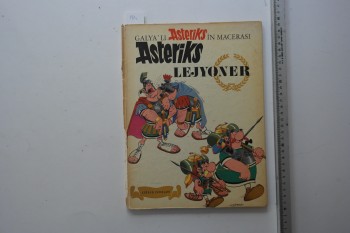 GALYA'LI Asteriks IN MACERASI
Asteriks
LEJYONER